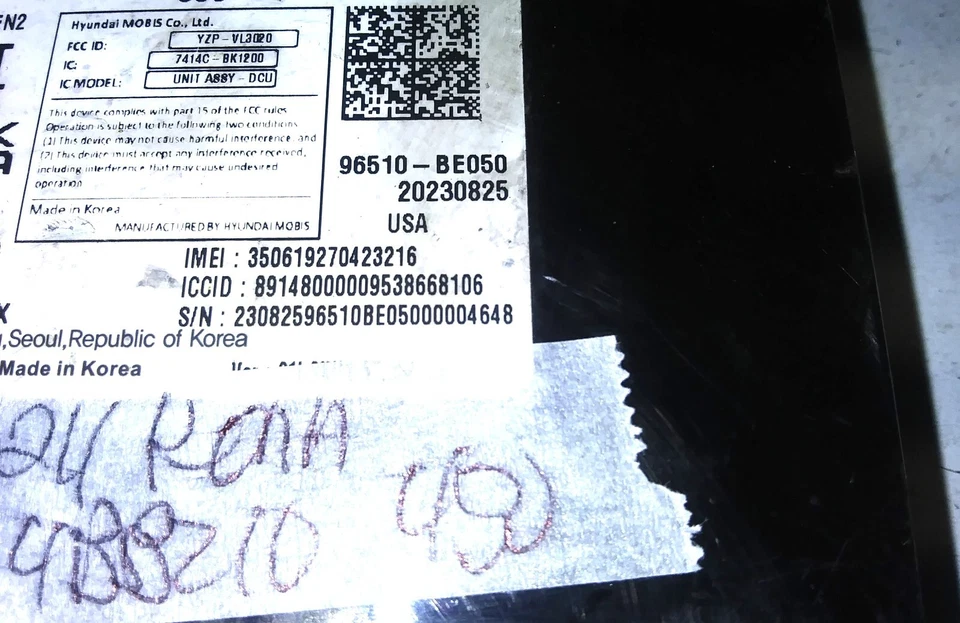 EN2
Hyundai MOBIS Co., Ltd.
FCC ID: YZP-VL3020
IC: 7414C-BK1200
IC MODEL: UNIT ASSY-DCU
This device complies with part 15 of the FCC rules
Operation is subject to the following two conditions
(1) This device may not cause harmful interference, and
(2) This device must accept any interference received,
including interference that may cause undesired
operation
Made in Korea
MANUFACTURED BY HYUNDAI MOBIS
96510-BE050
20230825
USA
IMEI : 350619270423216
ICCID : 89148000009538668106
S/N : 23082596510BE05000004648
,Seoul,Republic of Korea
Made in Korea
24 KONA